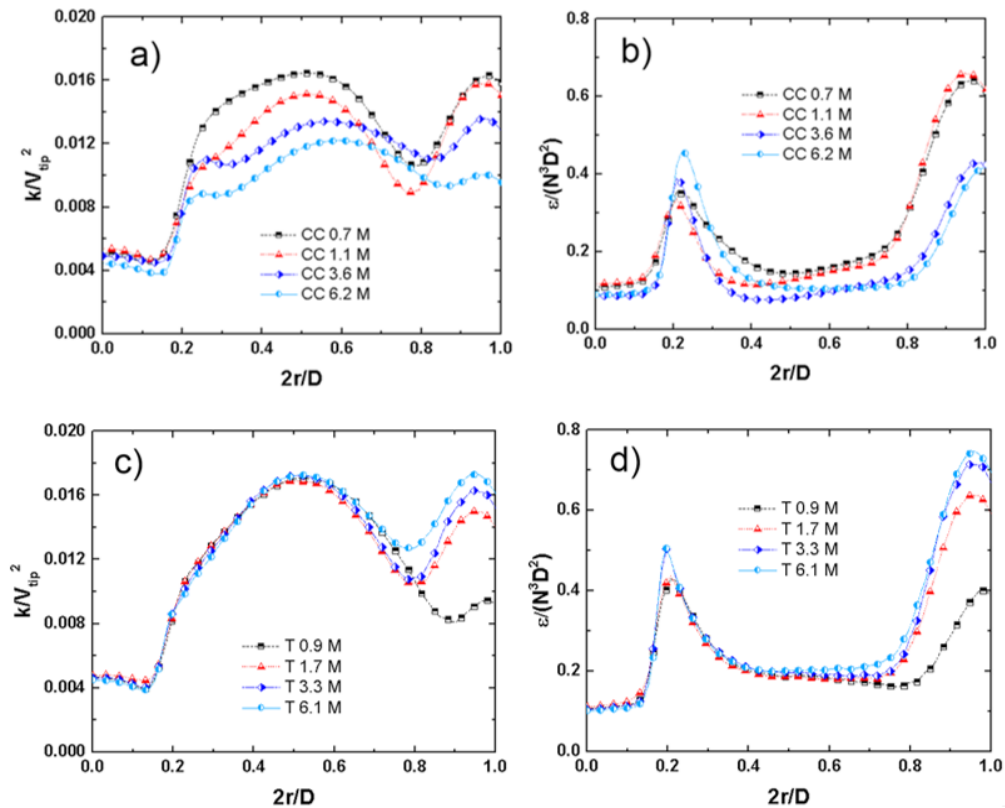 0.020
0.016
0.012
0.008
0.004
0.000
k/V_tip^2
a)
CC 0.7 M
CC 1.1 M
CC 3.6 M
CC 6.2 M
0.0 0.2 0.4 0.6 0.8 1.0
2r/D
0.8
0.6
0.4
0.2
0.0
ε/(N³D²)
b)
CC 0.7 M
CC 1.1 M
CC 3.6 M
CC 6.2 M
0.0 0.2 0.4 0.6 0.8 1.0
2r/D
0.020
0.016
0.012
0.008
0.004
0.000
k/V_tip^2
c)
T 0.9 M
T 1.7 M
T 3.3 M
T 6.1 M
0.0 0.2 0.4 0.6 0.8 1.0
2r/D
0.8
0.6
0.4
0.2
0.0
ε/(N³D²)
d)
T 0.9 M
T 1.7 M
T 3.3 M
T 6.1 M
0.0 0.2 0.4 0.6 0.8 1.0
2r/D